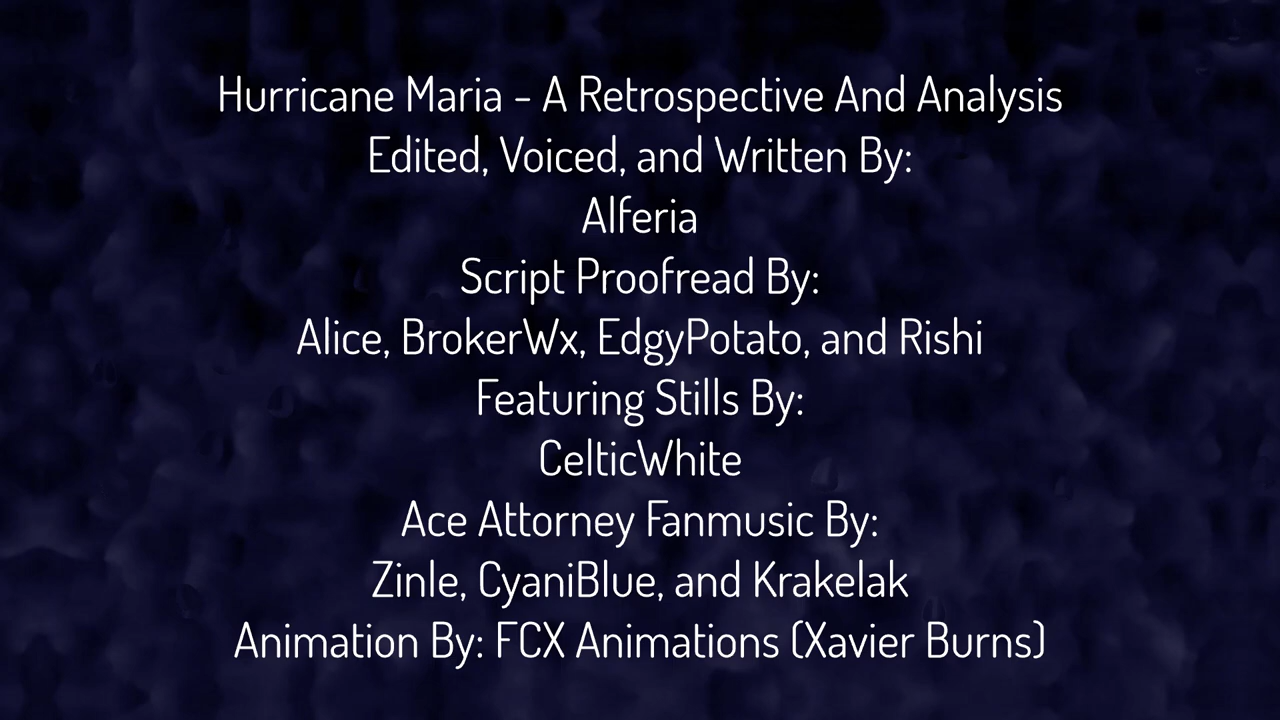 Hurricane Maria - A Retrospective And Analysis
Edited, Voiced, and Written By:
Alferia
Script Proofread By:
Alice, BrokerWx, EdgyPotato, and Rishi
Featuring Stills By:
CelticWhite
Ace Attorney Fanmusic By:
Zinle, CyaniBlue, and Krakelak
Animation By: FCX Animations (Xavier Burns)